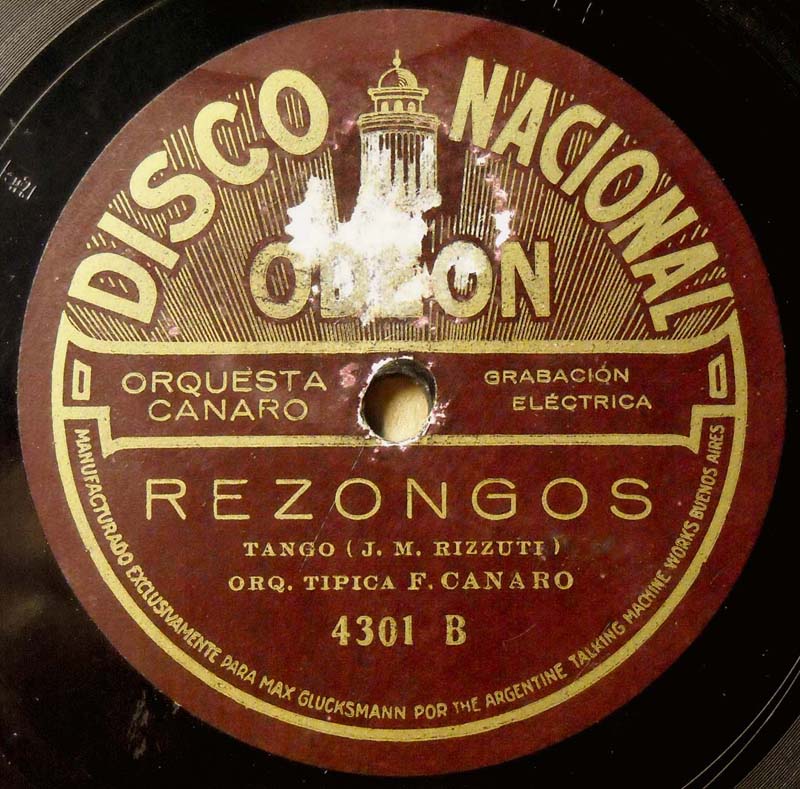 DISCO NACIONAL
ODEON
ORQUESTA
CANARO
GRABACIÓN
ELÉCTRICA
REZONGOS
TANGO (J. M. RIZZUTI)
ORQ. TIPICA F. CANARO
4301 B
MANUFACTURADO EXCLUSIVAMENTE PARA MAX GLUCKSMANN POR THE ARGENTINE TALKING MACHINE WORKS BUENOS AIRES